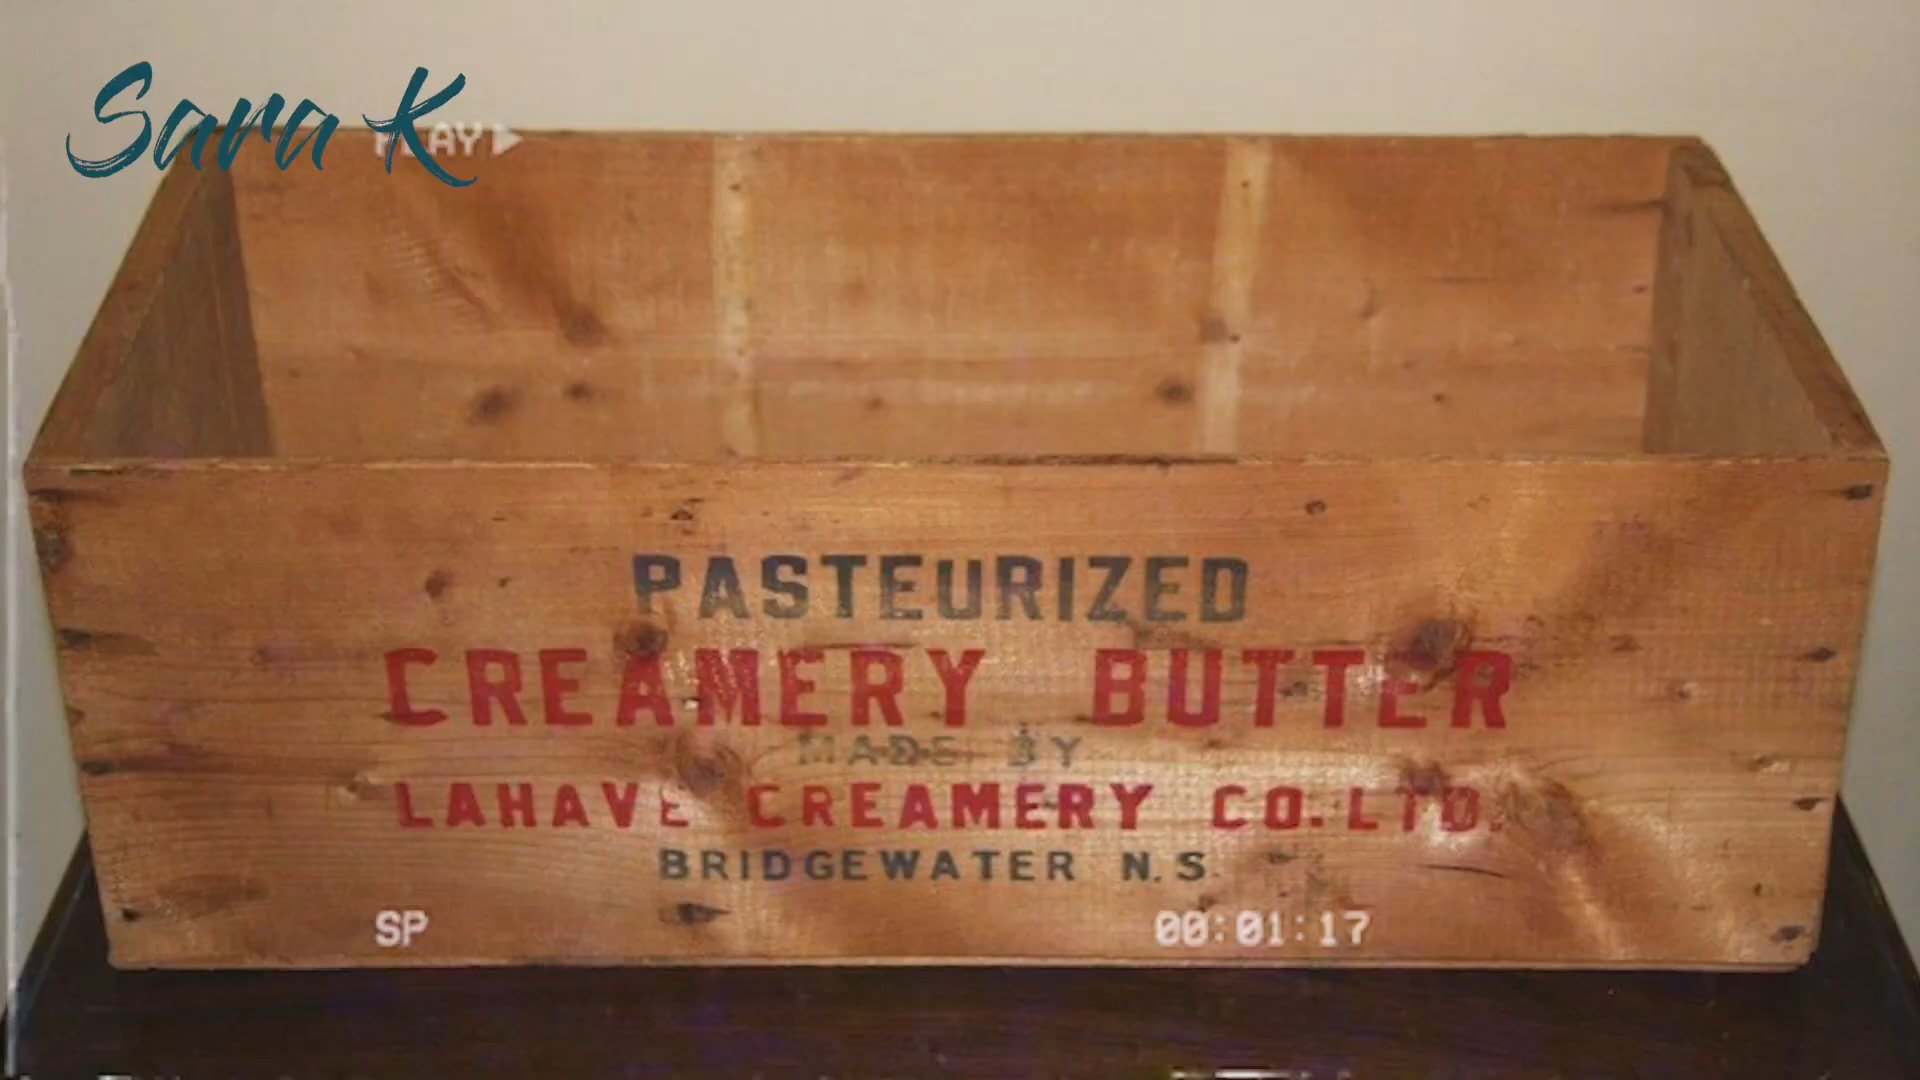 Sara K
PLAY
PASTEURIZED
CREAMERY BUTTER
MADE BY
LAHAVE CREAMERY CO. LTD.
BRIDGEWATER N.S.
SP
00:01:17